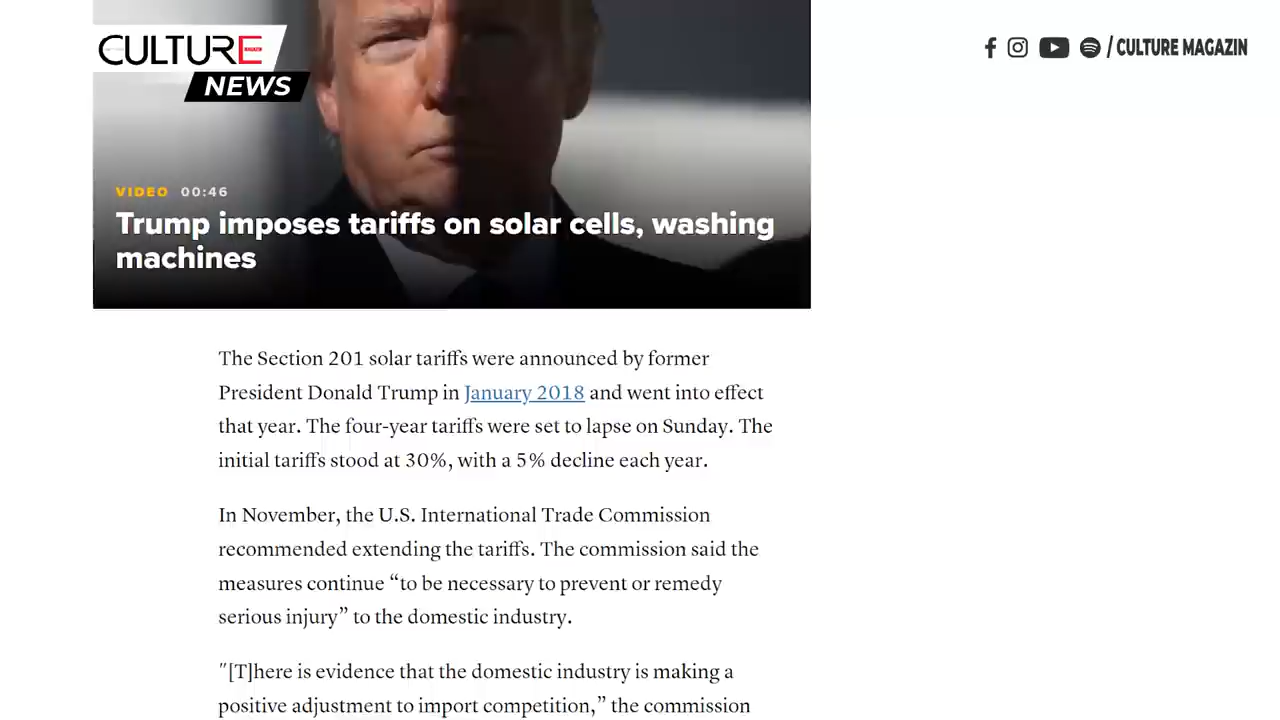 CULTURE
NEWS
/ CULTURE MAGAZIN
VIDEO 00:46
Trump imposes tariffs on solar cells, washing
machines
The Section 201 solar tariffs were announced by former
President Donald Trump in January 2018 and went into effect
that year. The four-year tariffs were set to lapse on Sunday. The
initial tariffs stood at 30%, with a 5% decline each year.
In November, the U.S. International Trade Commission
recommended extending the tariffs. The commission said the
measures continue “to be necessary to prevent or remedy
serious injury” to the domestic industry.
"[T]here is evidence that the domestic industry is making a
positive adjustment to import competition,” the commission